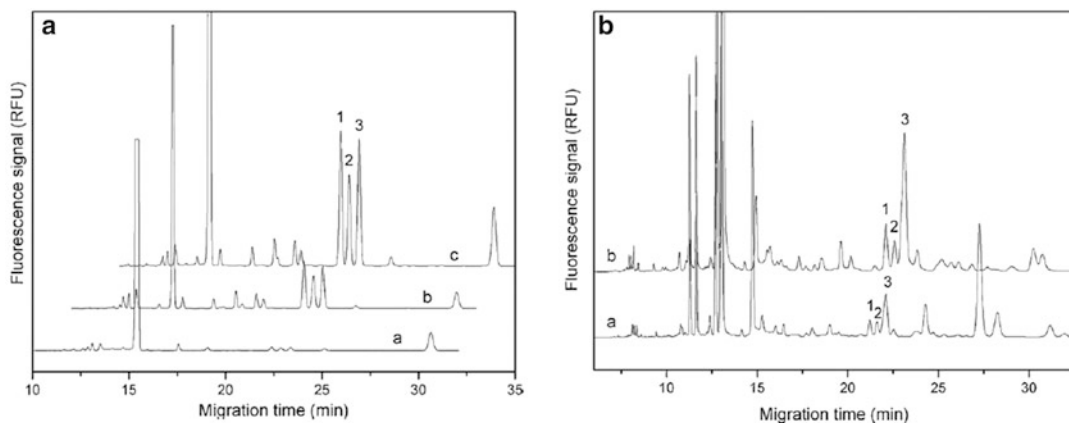 a
Fluorescence signal (RFU)
1
2
3
c
b
a
10 15 20 25 30 35
Migration time (min)
b
Fluorescence signal (RFU)
3
1
2
b
3
1
2
a
10 15 20 25 30
Migration time (min)